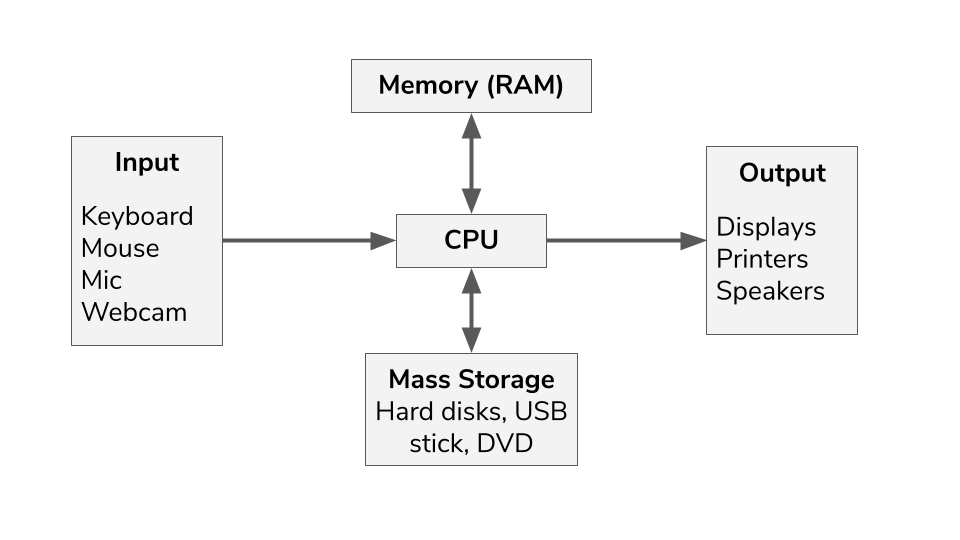 Memory (RAM)
Input
Keyboard
Mouse
Mic
Webcam
CPU
Output
Displays
Printers
Speakers
Mass Storage
Hard disks, USB
stick, DVD